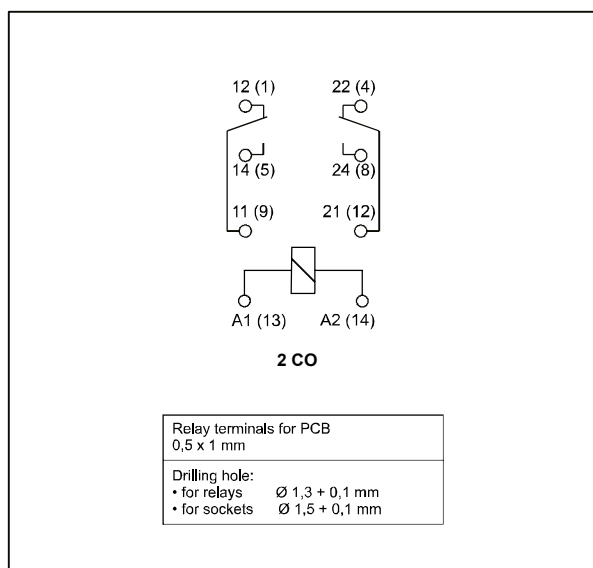 12 (1) 22 (4)
14 (5) 24 (8)
11 (9) 21 (12)
A1 (13) A2 (14)
2 CO
Relay terminals for PCB
0,5 x 1 mm
Drilling hole:
• for relays Ø 1,3 + 0,1 mm
• for sockets Ø 1,5 + 0,1 mm